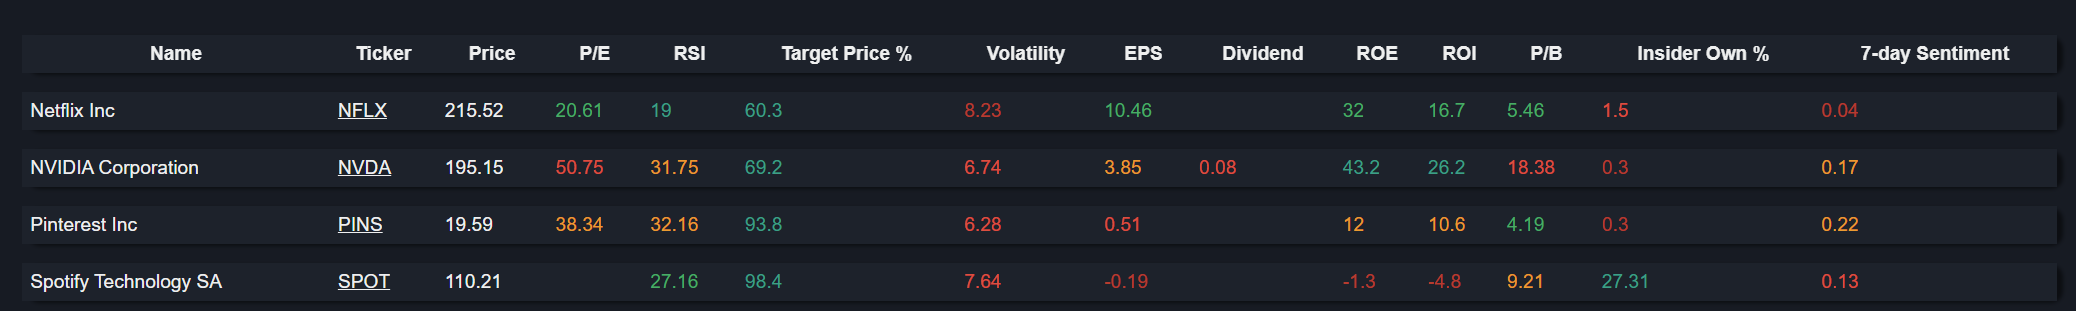 Name Ticker Price P/E RSI Target Price % Volatility EPS Dividend ROE ROI P/B Insider Own % 7-day Sentiment
Netflix Inc NFLX 215.52 20.61 19 60.3 8.23 10.46 32 16.7 5.46 1.5 0.04
NVIDIA Corporation NVDA 195.15 50.75 31.75 69.2 6.74 3.85 0.08 43.2 26.2 18.38 0.3 0.17
Pinterest Inc PINS 19.59 38.34 32.16 93.8 6.28 0.51 12 10.6 4.19 0.3 0.22
Spotify Technology SA SPOT 110.21 27.16 98.4 7.64 -0.19 -1.3 -4.8 9.21 27.31 0.13